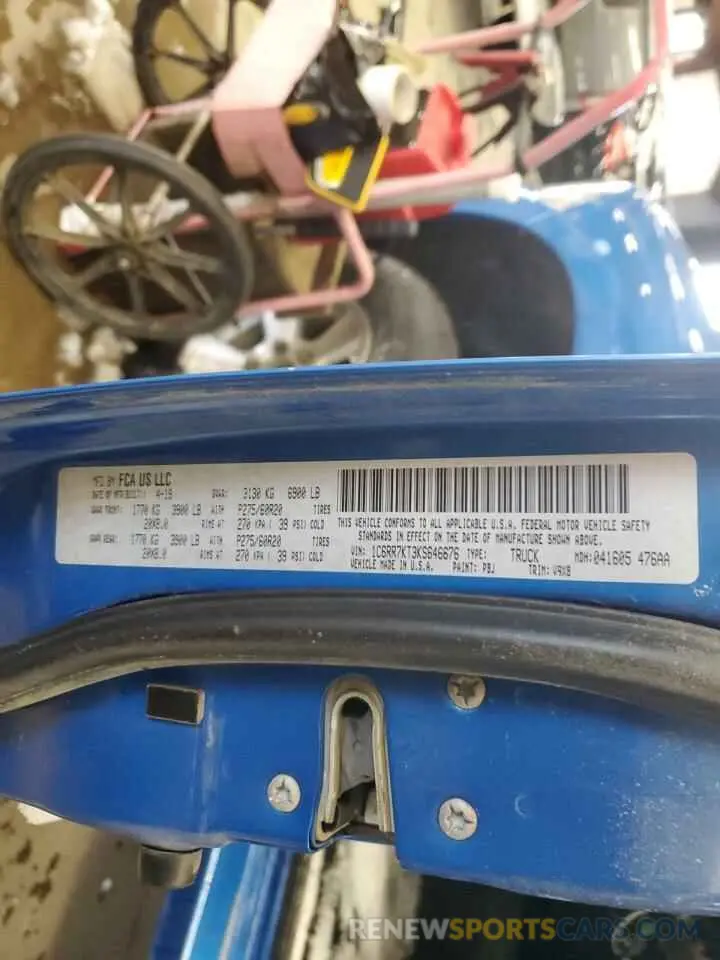 MFD BY FCA US LLC
DATE OF MFR 4-19 GVWR: 3130 KG 6900 LB
GAWR FRONT: 1770 KG 3900 LB WITH P275/60R20 TIRES
20X8.0 RIMS AT 270 KPA ( 39 PSI) COLD
GAWR REAR: 1770 KG 3900 LB WITH P275/60R20 TIRES
20X8.0 RIMS AT 270 KPA ( 39 PSI) COLD
THIS VEHICLE CONFORMS TO ALL APPLICABLE U.S.A. FEDERAL MOTOR VEHICLE SAFETY
STANDARDS IN EFFECT ON THE DATE OF MANUFACTURE SHOWN ABOVE.
VIN: 1C6RR7KT3KS646676 TYPE: TRUCK MDH: 041605 476AA
VEHICLE MADE IN U.S.A. PAINT: PBJ TRIM: V9X8
RENEWSPORTSCARS.COM